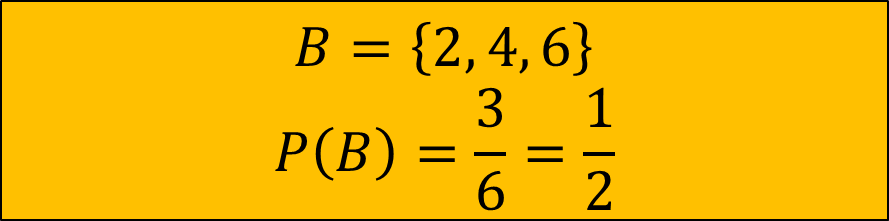 B = {2, 4, 6}
P(B) = 3/6 = 1/2